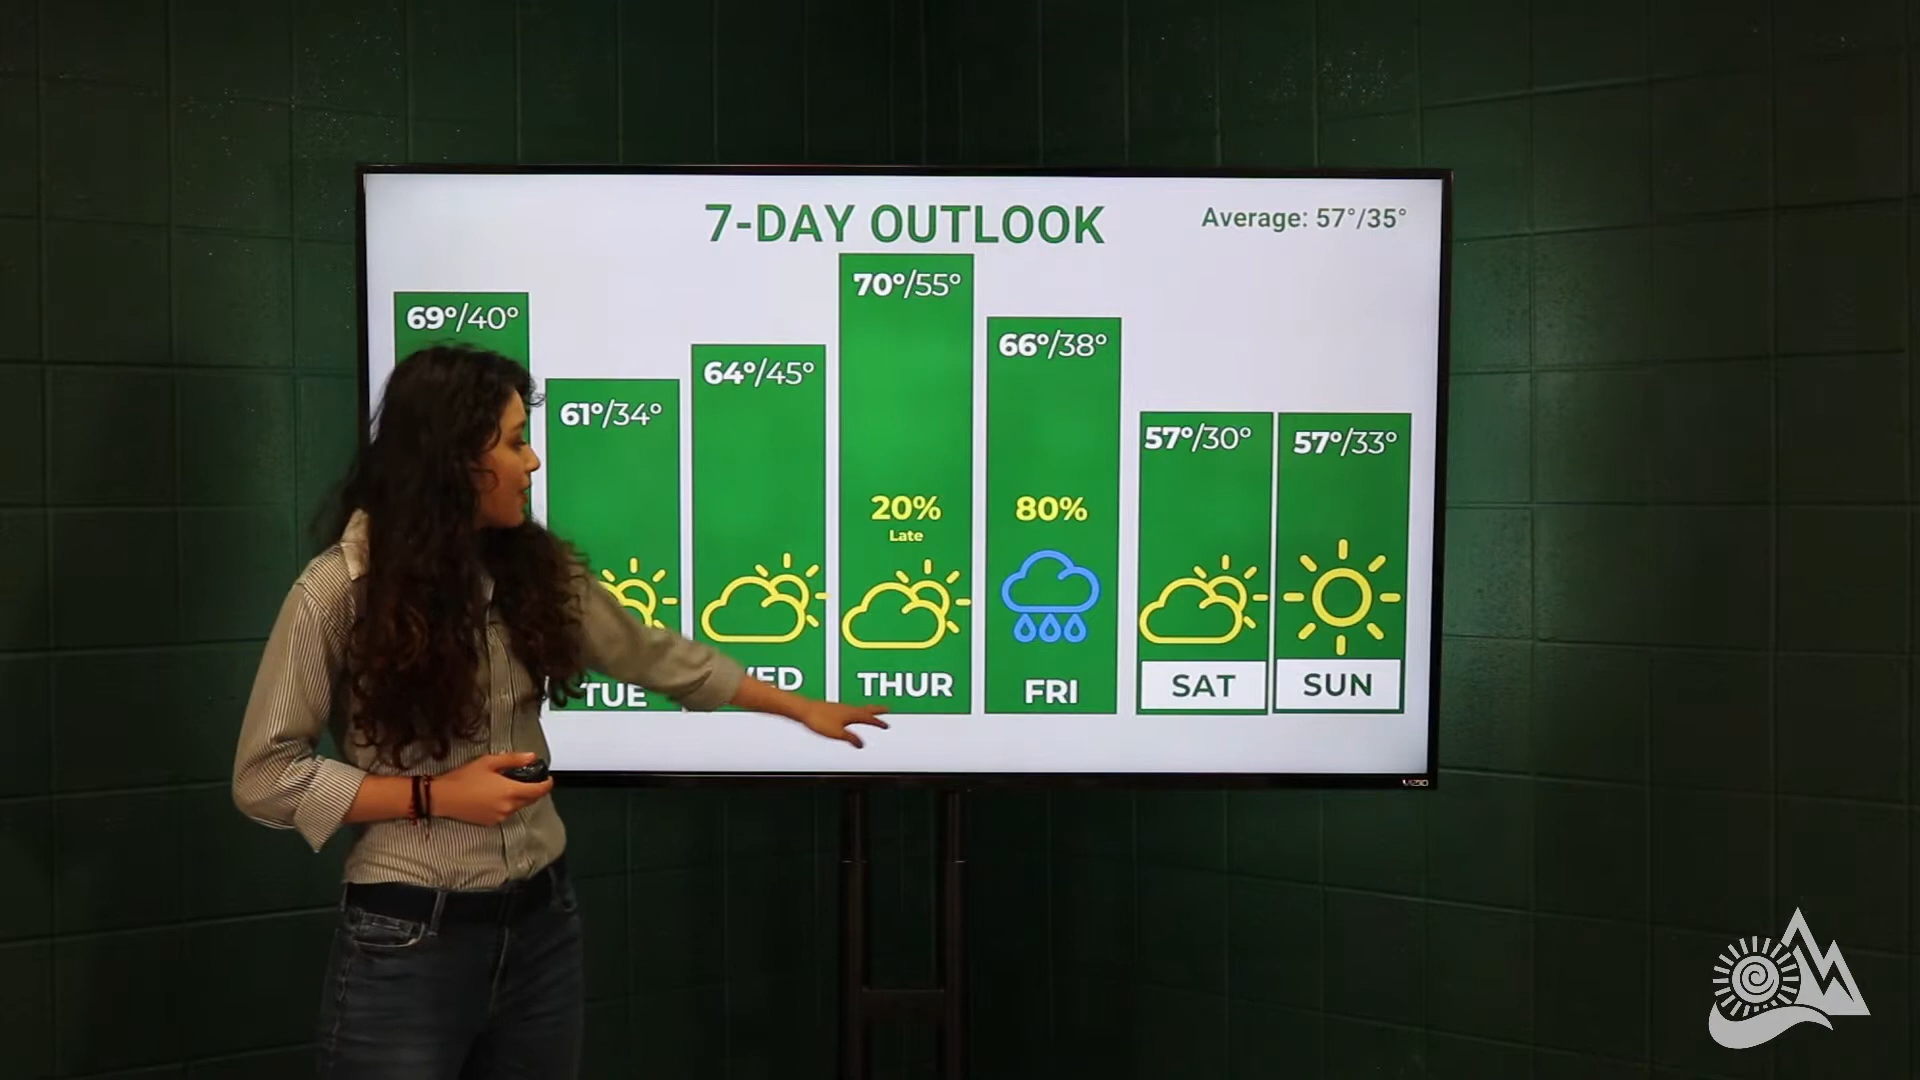 7-DAY OUTLOOK
Average: 57°/35°
69°/40°
61°/34°
TUE
64°/45°
70°/55°
20%
Late
THUR
66°/38°
80%
FRI
57°/30°
SAT
57°/33°
SUN
VIZIO